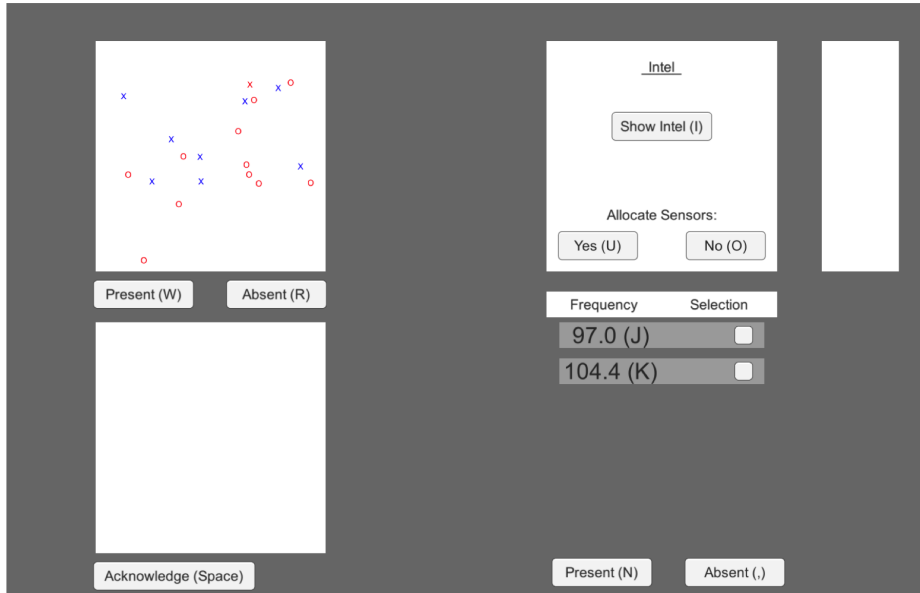 Intel
Show Intel (I)
Allocate Sensors:
Yes (U) No (O)
Present (W) Absent (R)
Frequency Selection
97.0 (J)
104.4 (K)
Acknowledge (Space)
Present (N) Absent (,)